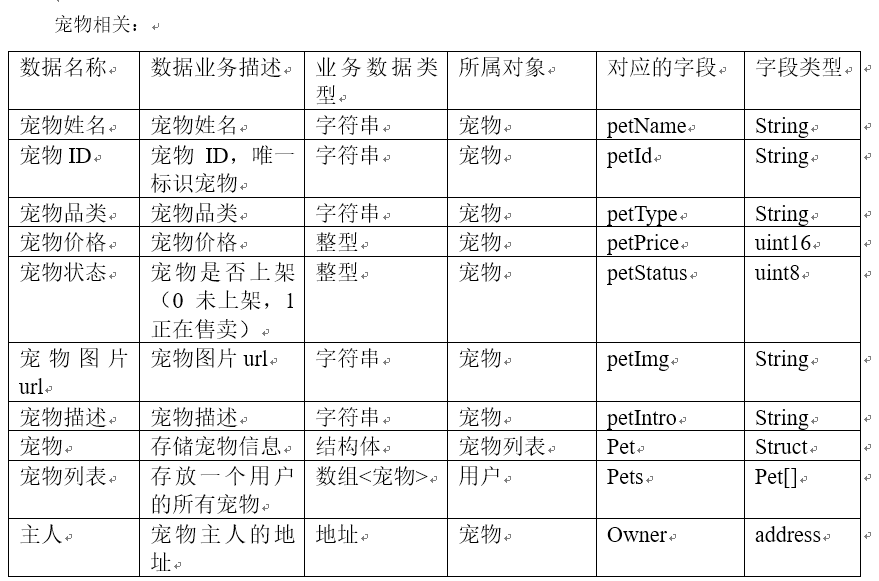 宠物相关：
数据名称 数据业务描述 业务数据类型 所属对象 对应的字段 字段类型
宠物姓名 宠物姓名 字符串 宠物 petName String
宠物 ID 宠物 ID，唯一标识宠物 字符串 宠物 petId String
宠物品类 宠物品类 字符串 宠物 petType String
宠物价格 宠物价格 整型 宠物 petPrice uint16
宠物状态 宠物是否上架（0 未上架，1 正在售卖） 整型 宠物 petStatus uint8
宠物图片 url 宠物图片 url 字符串 宠物 petImg String
宠物描述 宠物描述 字符串 宠物 petIntro String
宠物 存储宠物信息 结构体 宠物列表 Pet Struct
宠物列表 存放一个用户的所有宠物 数组<宠物> 用户 Pets Pet[]
主人 宠物主人的地址 地址 宠物 Owner address